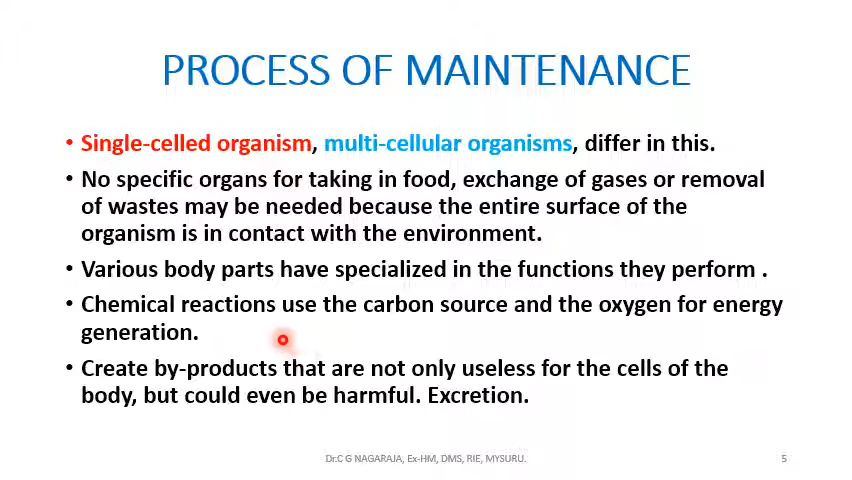 PROCESS OF MAINTENANCE
• Single-celled organism, multi-cellular organisms, differ in this.
• No specific organs for taking in food, exchange of gases or removal
of wastes may be needed because the entire surface of the
organism is in contact with the environment.
• Various body parts have specialized in the functions they perform .
• Chemical reactions use the carbon source and the oxygen for energy
generation.
• Create by-products that are not only useless for the cells of the
body, but could even be harmful. Excretion.
Dr.C G NAGARAJA, Ex-HM, DMS, RIE, MYSURU.
5